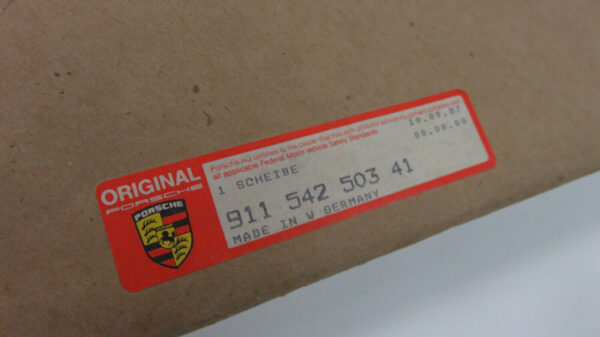 ORIGINAL
PORSCHE
PORSCHE
Porsche AG certifies to the dealer that this item of Motor vehicle equipment complies with
all applicable Federal Motor Vehicle Safety Standards
10.09.87
00.00.00
1 SCHEIBE
911 542 503 41
MADE IN W GERMANY